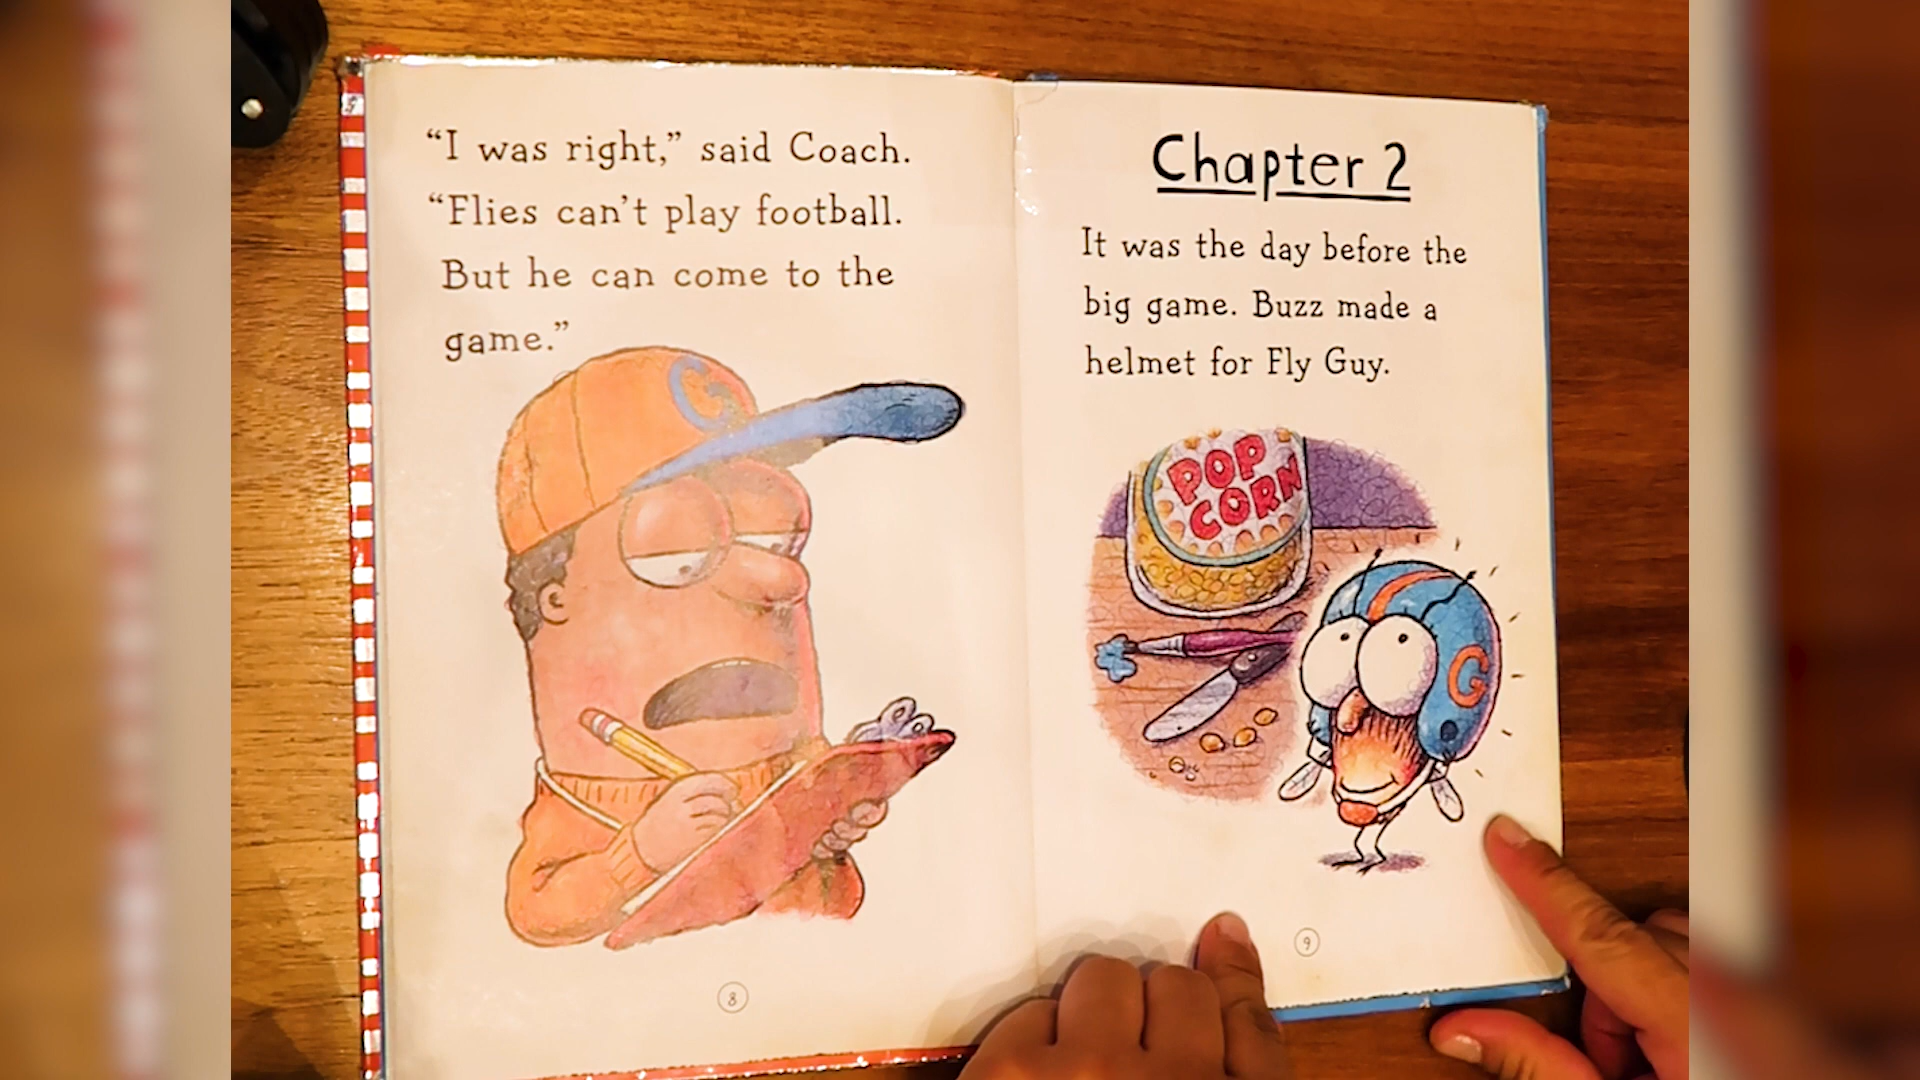 “I was right,” said Coach.
“Flies can’t play football.
But he can come to the
game.”
G
8
Chapter 2
It was the day before the
big game. Buzz made a
helmet for Fly Guy.
POP
CORN
G
9